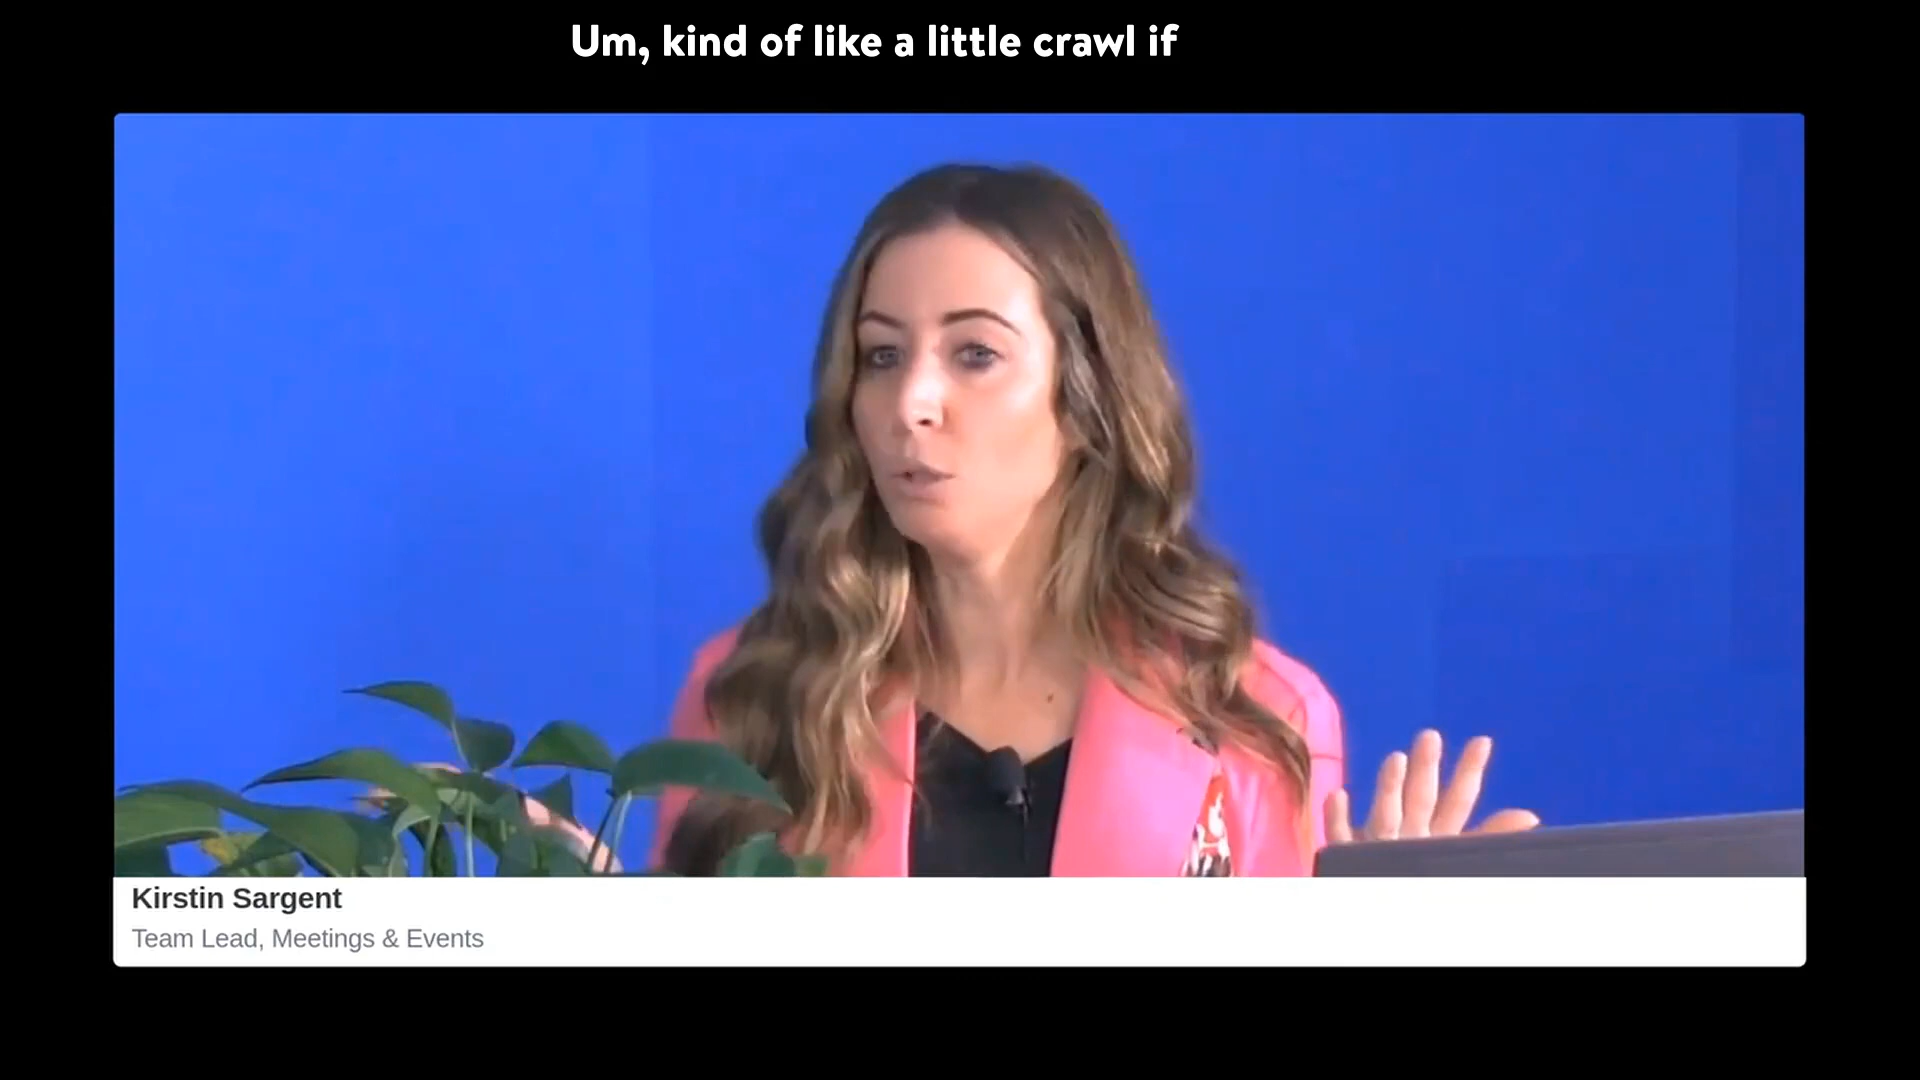 Um, kind of like a little crawl if
Kirstin Sargent
Team Lead, Meetings & Events